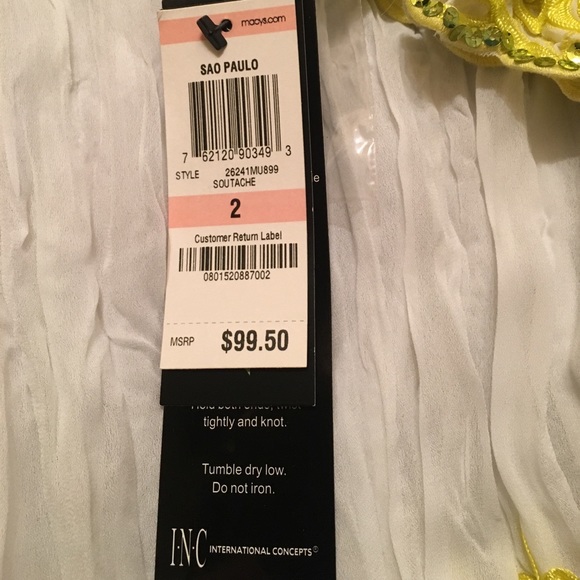 macys.com
SAO PAULO
7 62120 90349 3
STYLE 26241MU899
SOUTACHE
e
2
Customer Return Label
0801520887002
MSRP $99.50
tightly and knot.
Tumble dry low.
Do not iron.
I·N·C INTERNATIONAL CONCEPTS®